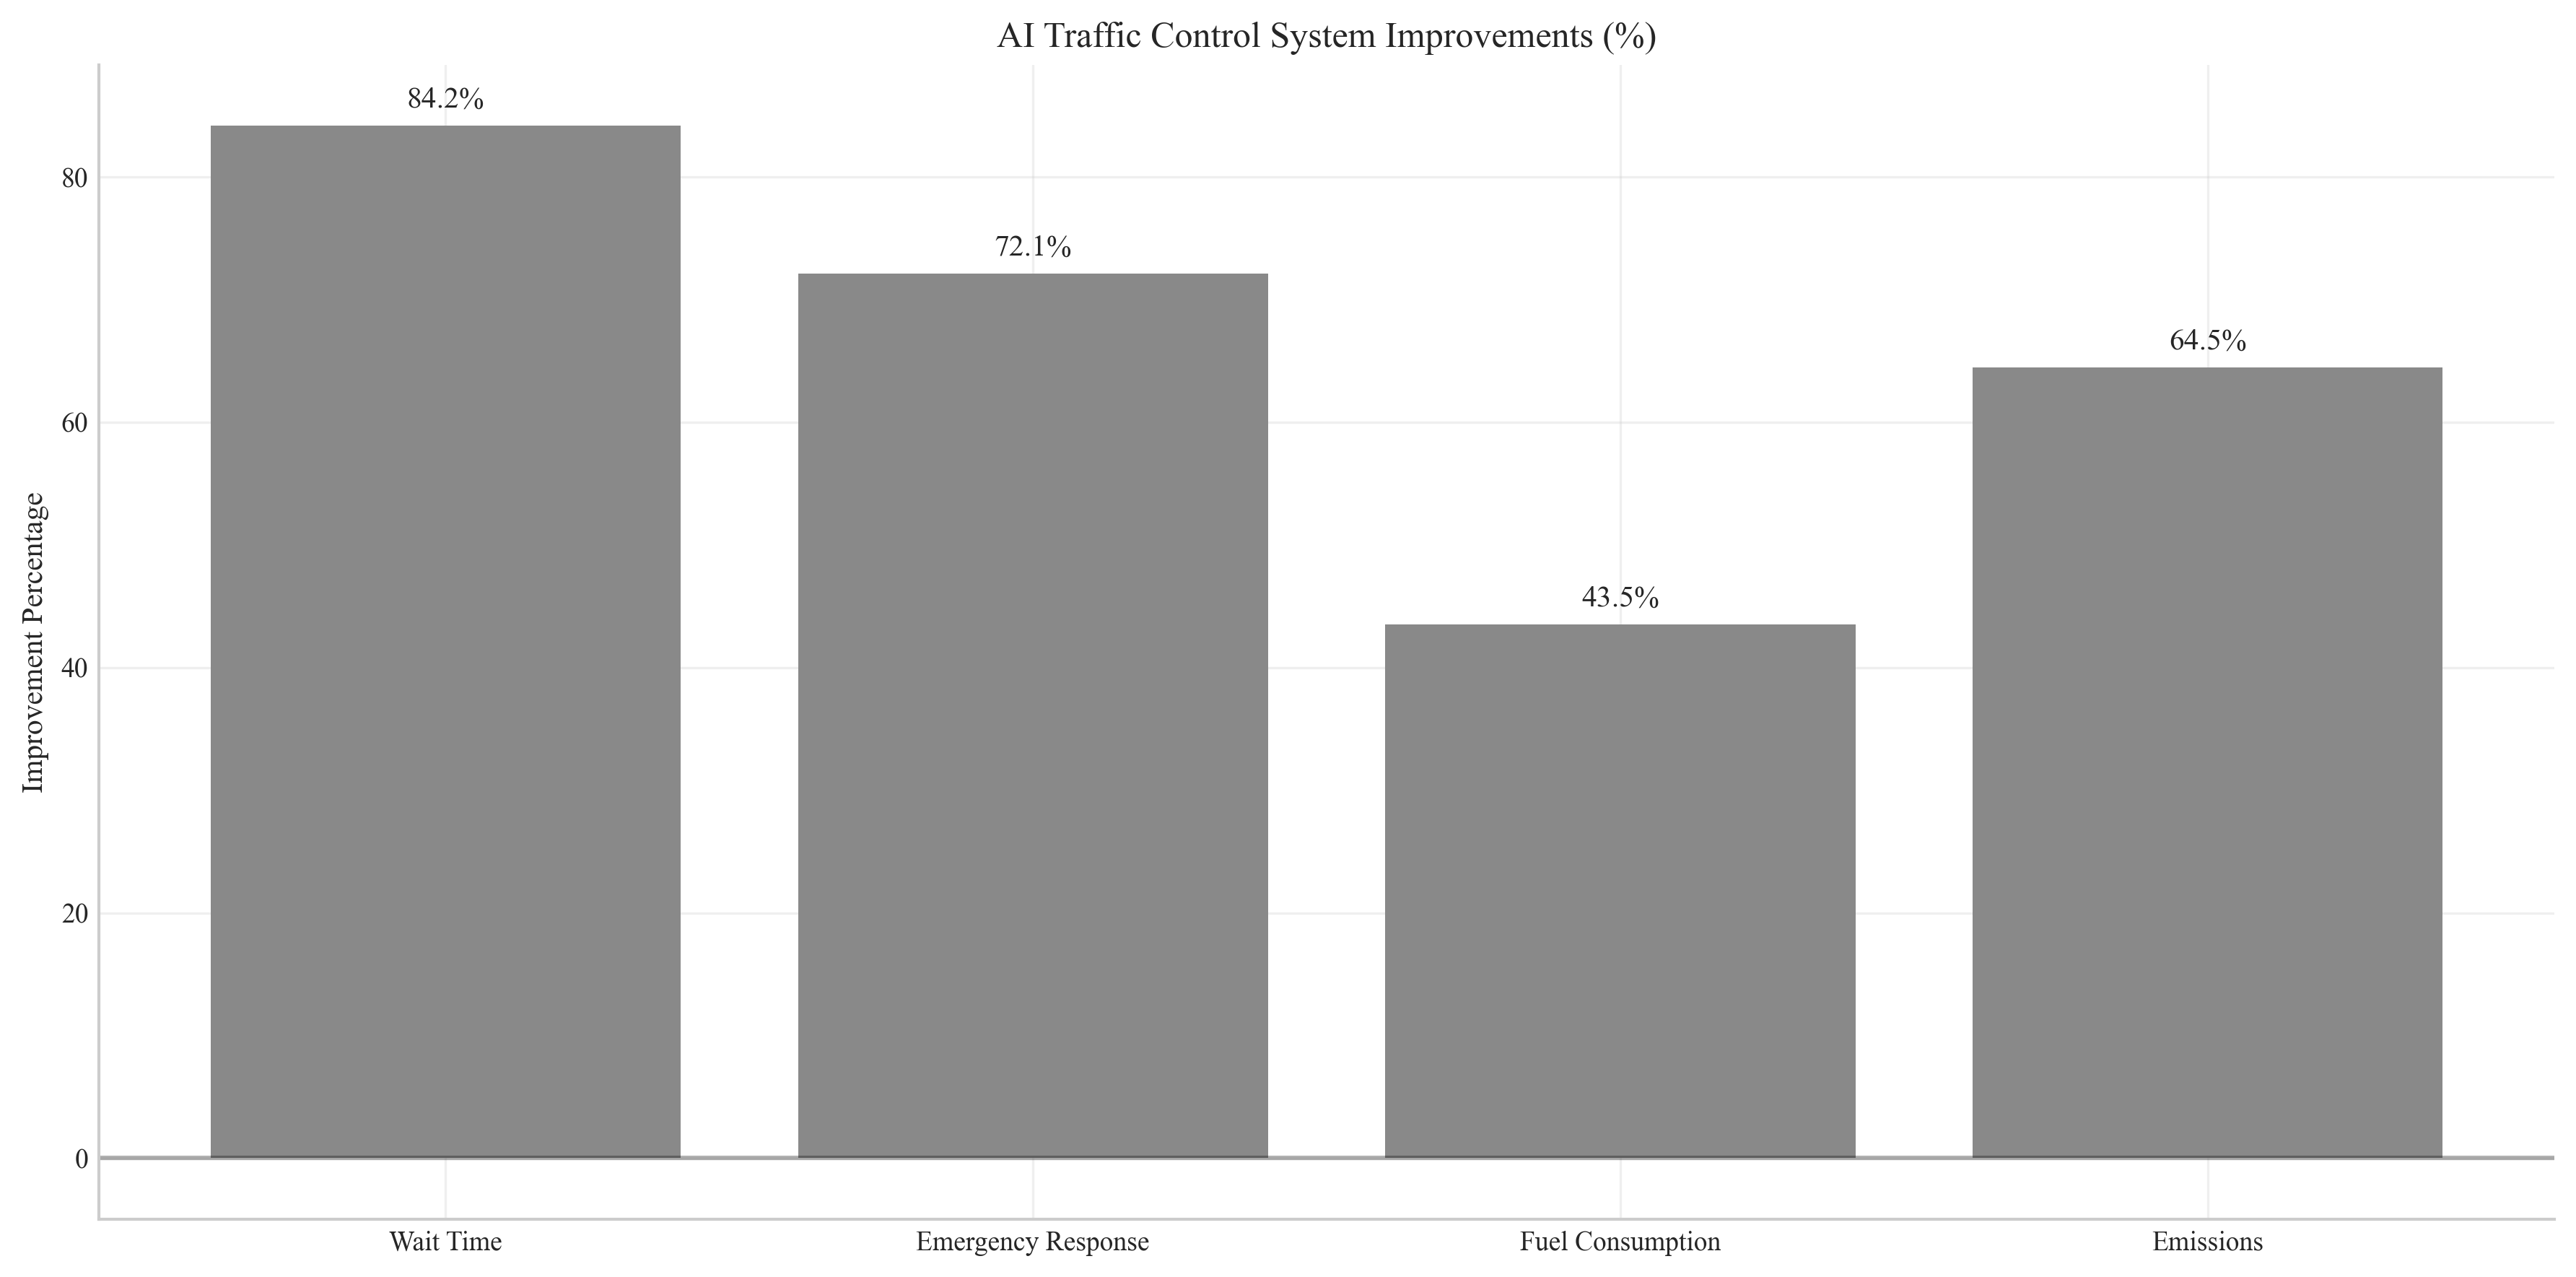 AI Traffic Control System Improvements (%)
84.2%
72.1%
43.5%
64.5%
Improvement Percentage
80
60
40
20
0
Wait Time
Emergency Response
Fuel Consumption
Emissions